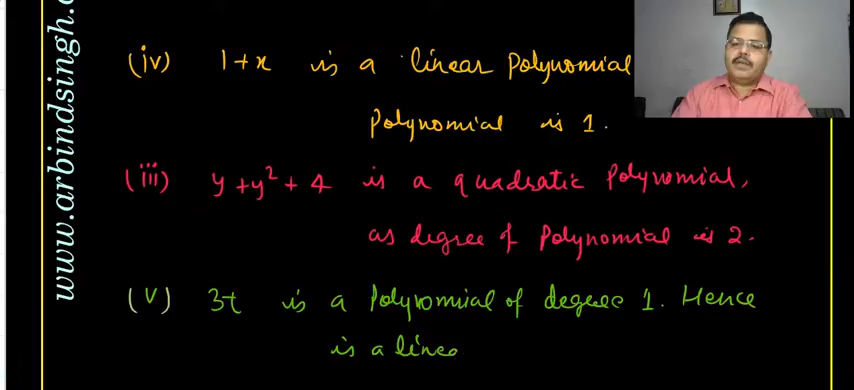 www.arbindsingh.c
(iv) 1+x is a linear polynomial
polynomial is 1.
(iii) y+y²+4 is a quadratic polynomial,
as degree of polynomial is 2.
(v) 3t is a polynomial of degree 1. Hence
is a linea